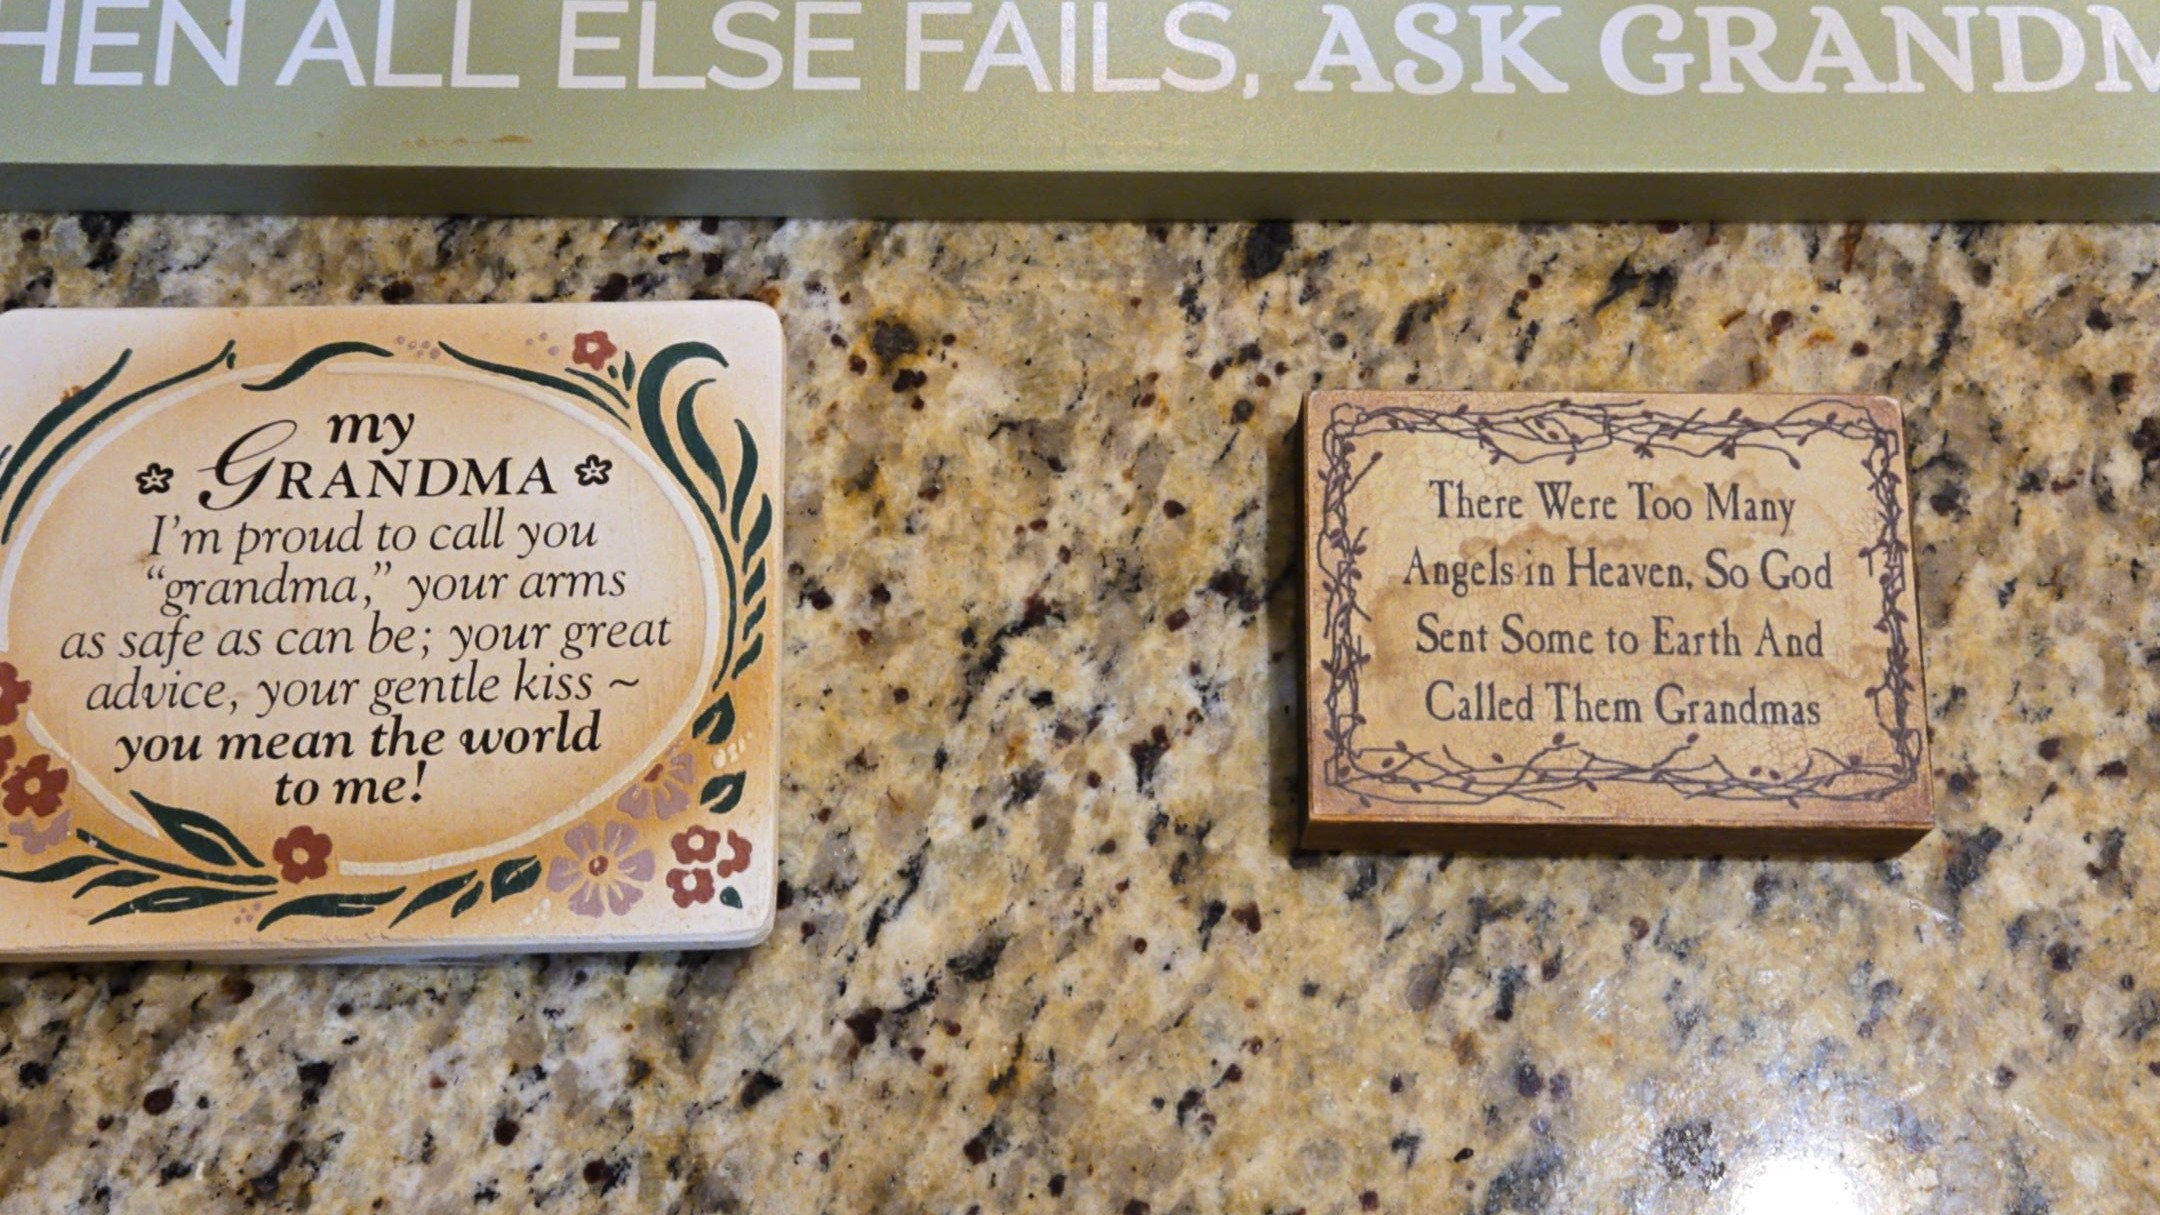 HEN ALL ELSE FAILS, ASK GRANDM
my
GRANDMA
I'm proud to call you
“grandma,” your arms
as safe as can be; your great
advice, your gentle kiss ~
you mean the world
to me!
There Were Too Many
Angels in Heaven, So God
Sent Some to Earth And
Called Them Grandmas